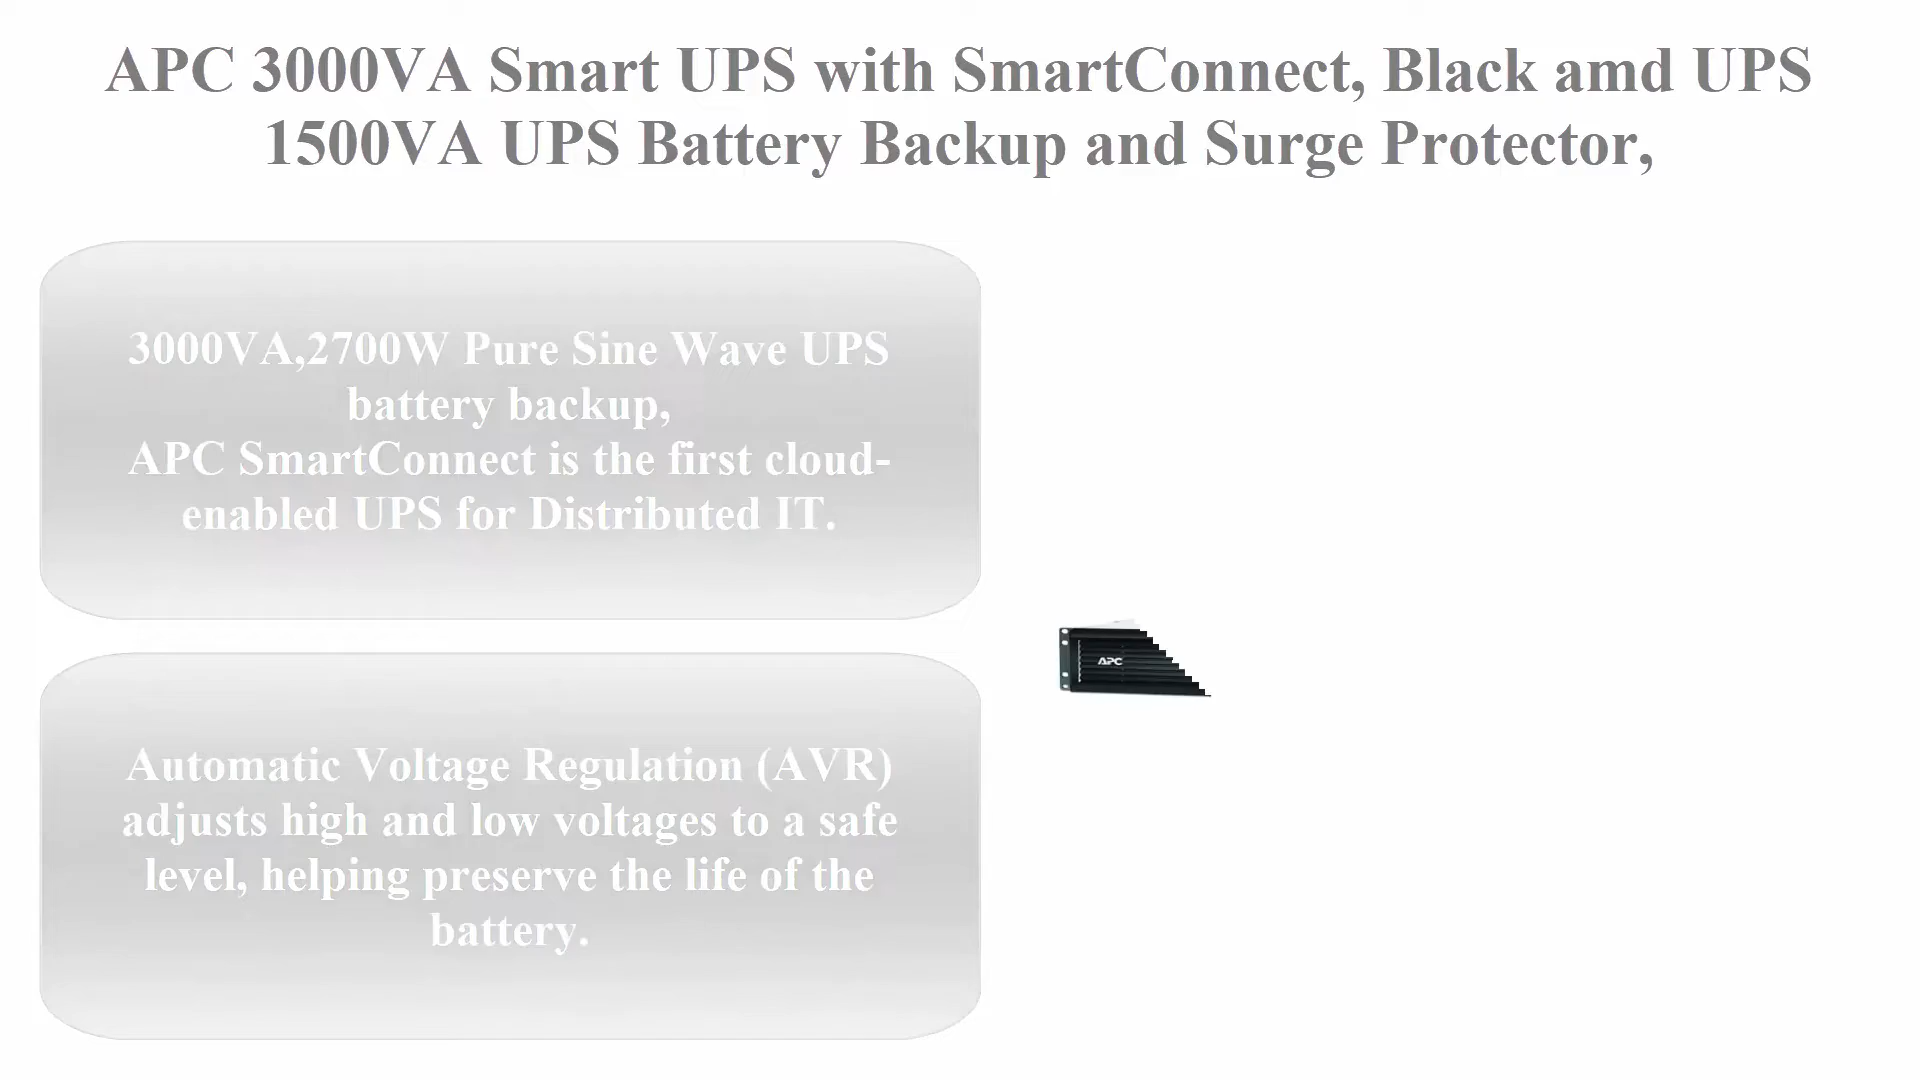 APC 3000VA Smart UPS with SmartConnect, Black amd UPS
1500VA UPS Battery Backup and Surge Protector,
3000VA,2700W Pure Sine Wave UPS
battery backup,
APC SmartConnect is the first cloud-
enabled UPS for Distributed IT.
APC
Automatic Voltage Regulation (AVR)
adjusts high and low voltages to a safe
level, helping preserve the life of the
battery.